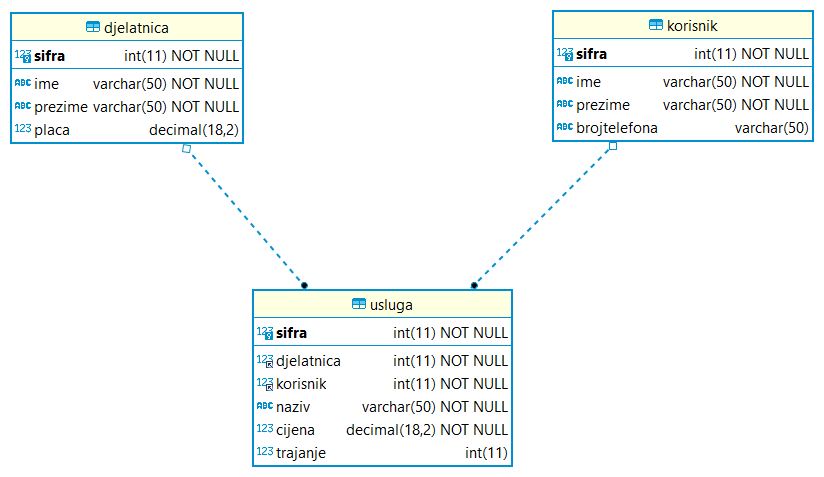 djelatnica
123 sifra int(11) NOT NULL
ABC ime varchar(50) NOT NULL
ABC prezime varchar(50) NOT NULL
123 placa decimal(18,2)
korisnik
123 sifra int(11) NOT NULL
ABC ime varchar(50) NOT NULL
ABC prezime varchar(50) NOT NULL
ABC brojtelefona varchar(50)
usluga
123 sifra int(11) NOT NULL
123 djelatnica int(11) NOT NULL
123 korisnik int(11) NOT NULL
ABC naziv varchar(50) NOT NULL
123 cijena decimal(18,2) NOT NULL
123 trajanje int(11)